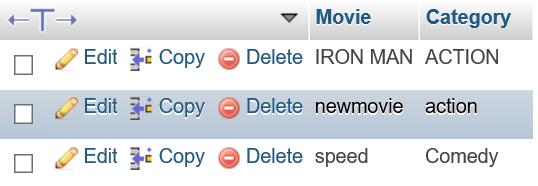 Movie Category
Edit Copy Delete IRON MAN ACTION
Edit Copy Delete newmovie action
Edit Copy Delete speed Comedy